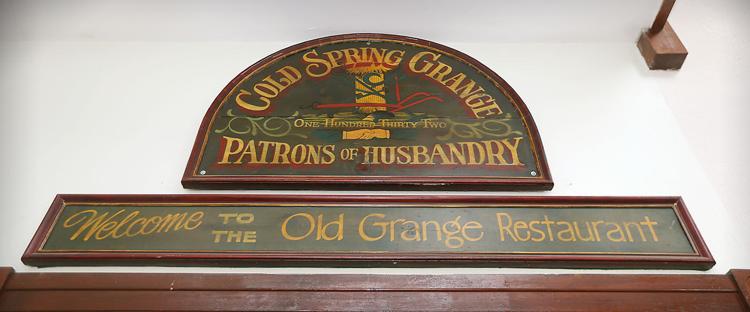 COLD SPRING GRANGE
ONE HUNDRED THIRTY TWO
PATRONS OF HUSBANDRY
Welcome TO THE Old Grange Restaurant